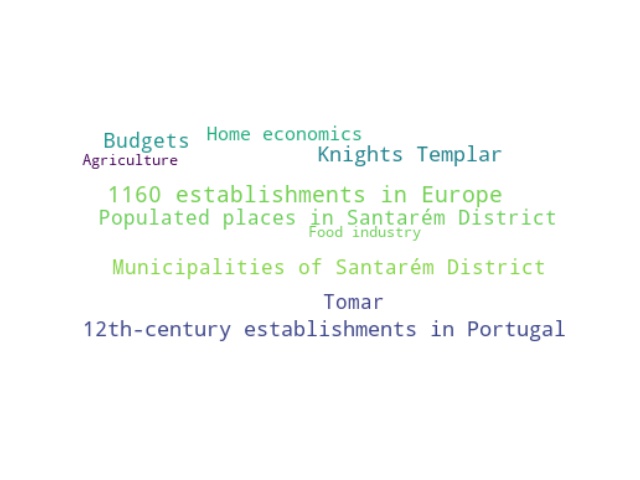 Home economics
Budgets
Knights Templar
Agriculture
1160 establishments in Europe
Populated places in Santarém District
Food industry
Municipalities of Santarém District
Tomar
12th-century establishments in Portugal